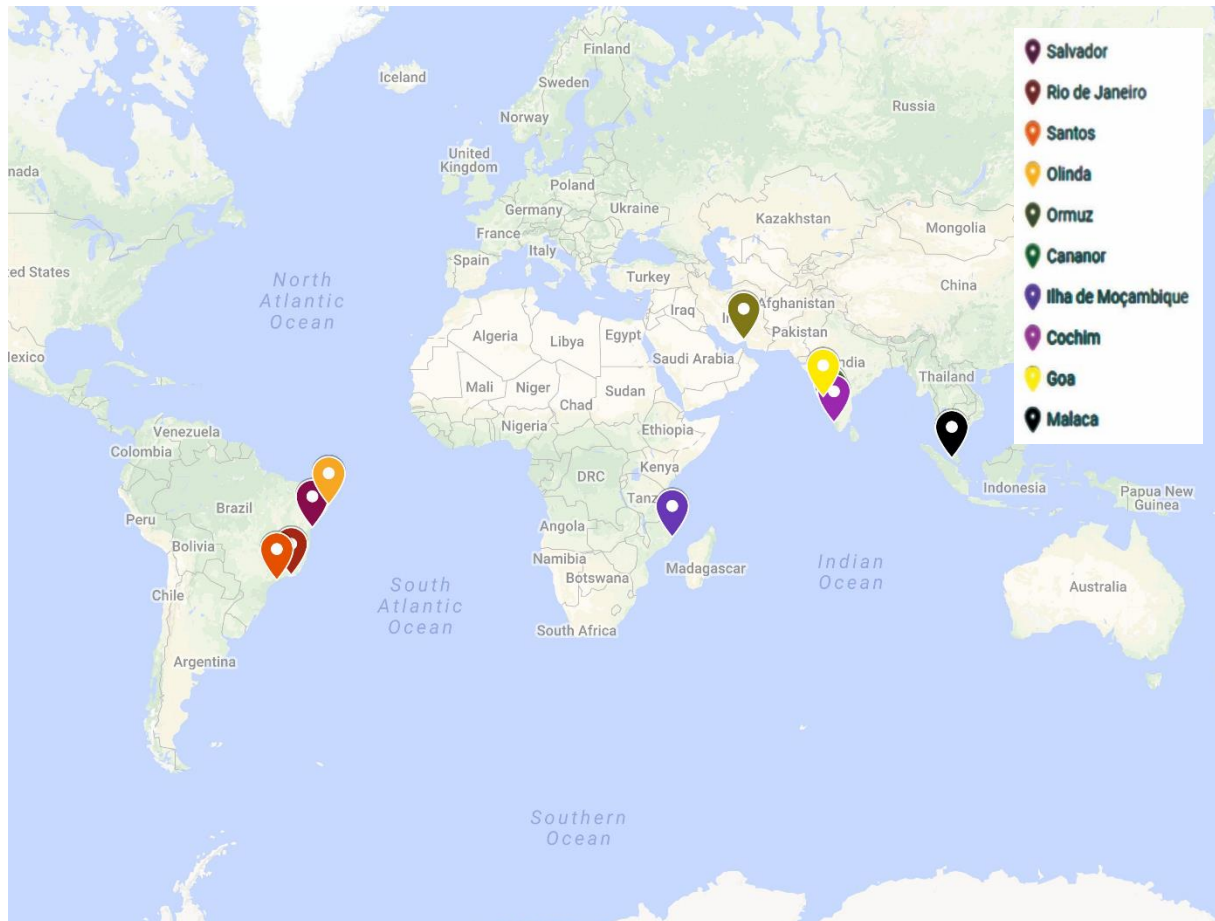 Finland
Iceland
Sweden
Russia
Norway
United
Kingdom
nada
Poland
Germany
Ukraine
Kazakhstan
Mongolia
France
Italy
Spain
ted States
North
Atlantic
Ocean
Turkey
China
Iraq
Afghanistan
Algeria
Libya
Egypt
Pakistan
Mexico
Saudi Arabia
India
Mali
Niger
Sudan
Thailand
Chad
Nigeria
Ethiopia
Venezuela
Colombia
Kenya
DRC
Indonesia
Papua New
Guinea
Brazil
Peru
Angola
Bolivia
Namibia
Botswana
Madagascar
Indian
Ocean
Australia
Chile
South
Atlantic
Ocean
South Africa
Argentina
Southern
Ocean
Salvador
Rio de Janeiro
Santos
Olinda
Ormuz
Cananor
Ilha de Moçambique
Cochim
Goa
Malaca